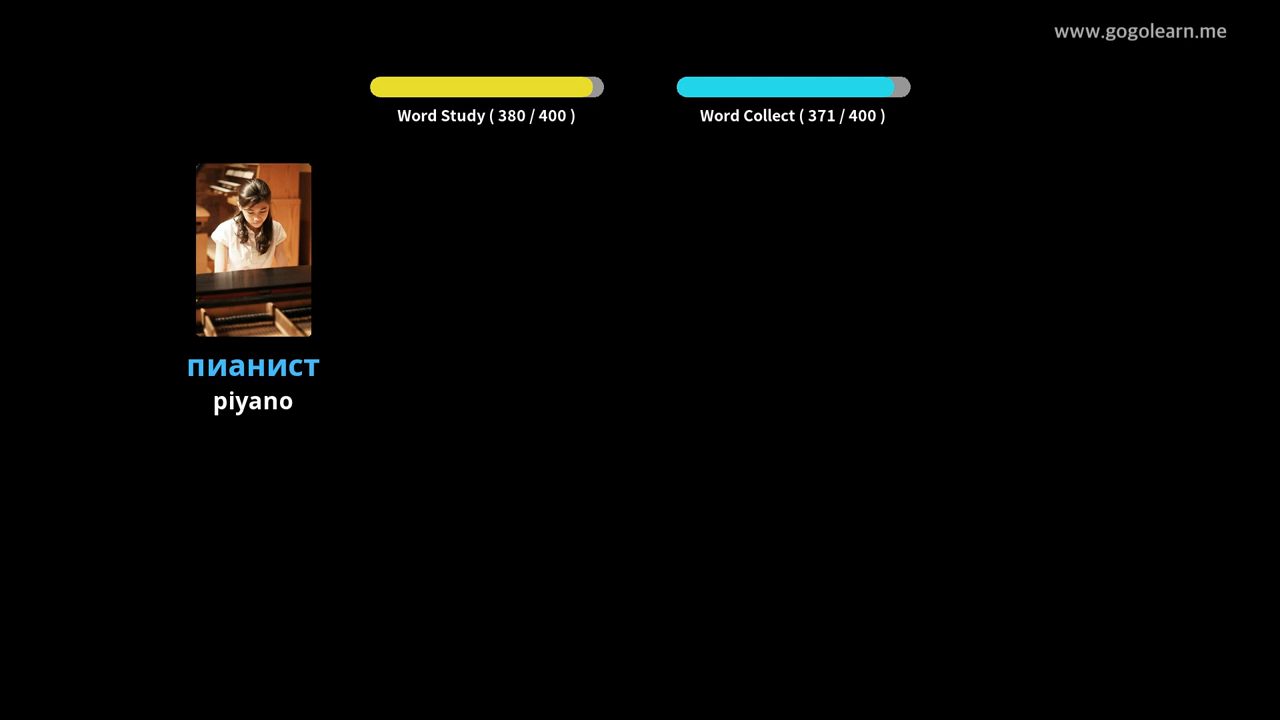 www.gogolearn.me
Word Study ( 380 / 400 )
Word Collect ( 371 / 400 )
пианист
piyano